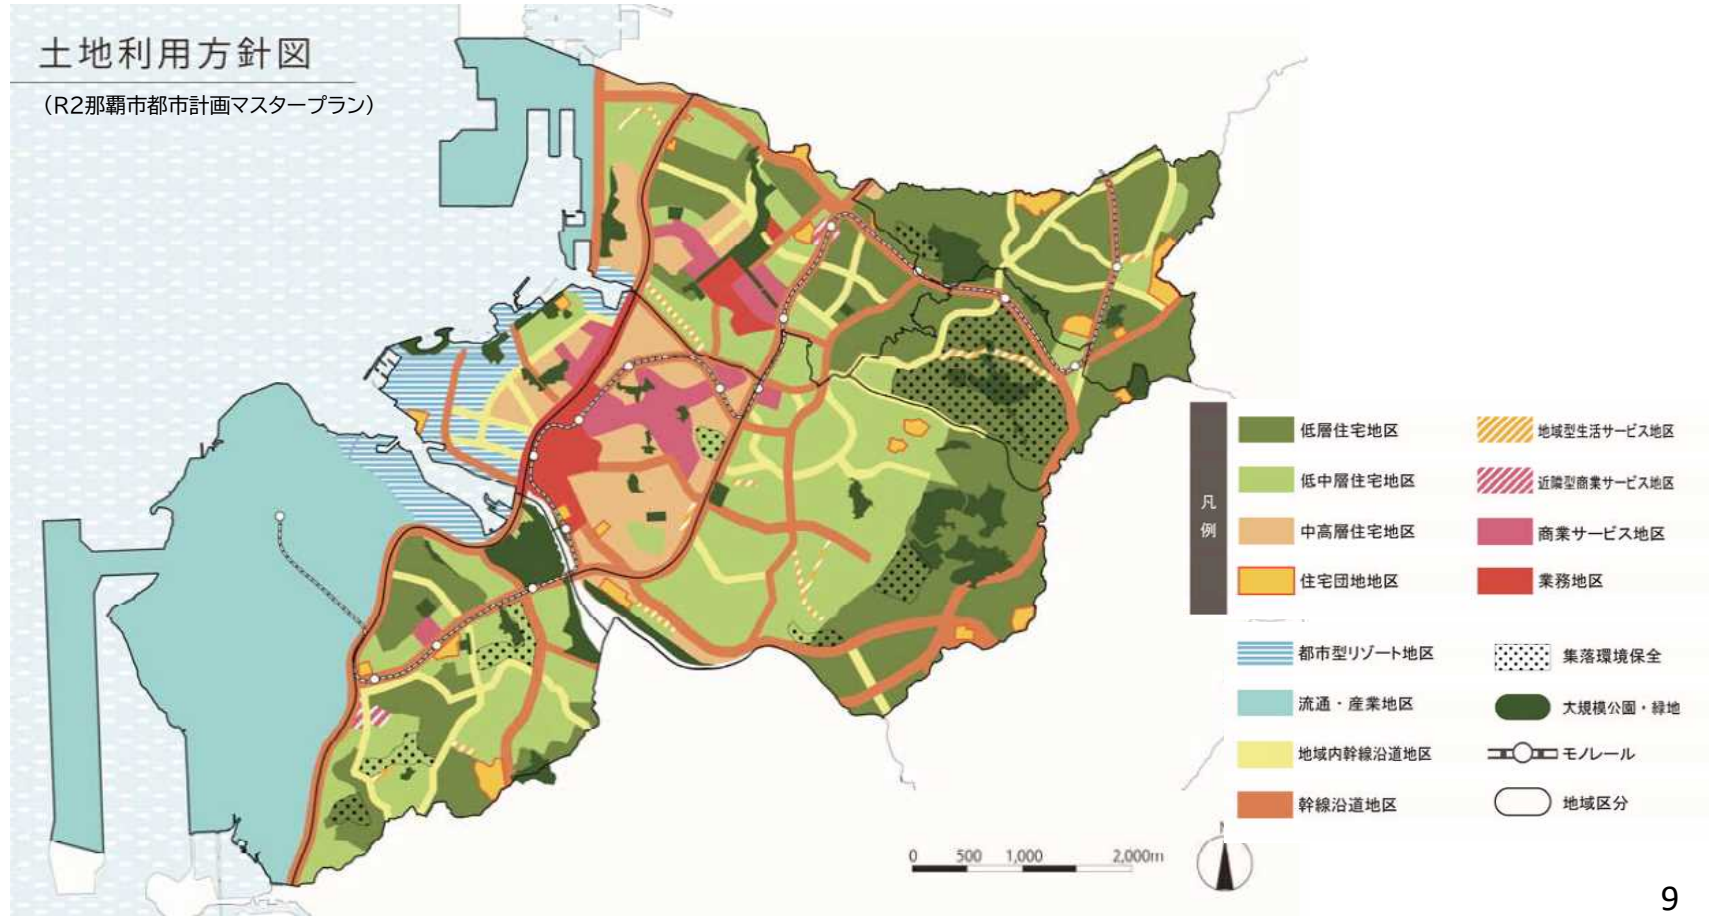 土地利用方針図
(R2那覇市都市計画マスタープラン)
凡例
低層住宅地区
低中層住宅地区
中高層住宅地区
住宅団地地区
地域型生活サービス地区
近隣型商業サービス地区
商業サービス地区
業務地区
都市型リゾート地区
流通・産業地区
地域内幹線沿道地区
幹線沿道地区
集落環境保全
大規模公園・緑地
モノレール
地域区分
0 500 1,000 2,000m
9